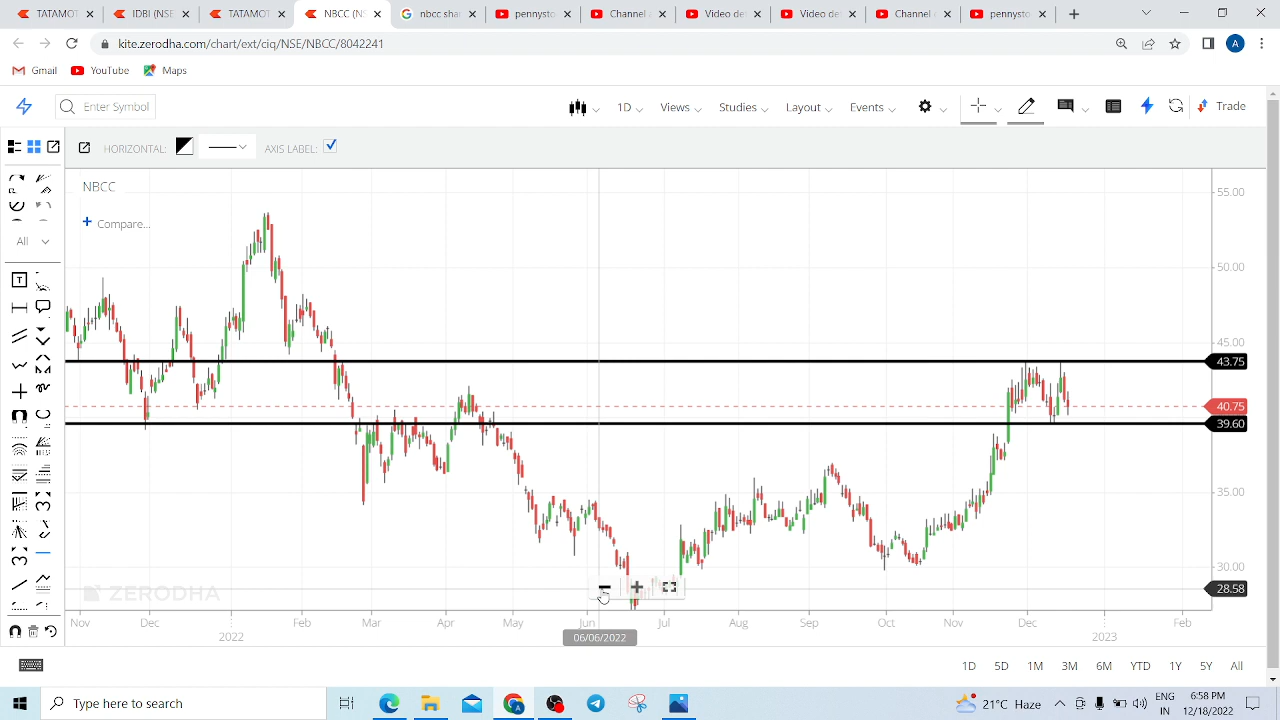 TATAMOT
IDBI (NSE
TATAMOT
NBCC (N
nbcc shar
pennysto
Channel
Video de
Video de
Channel
pennysto
kite.zerodha.com/chart/ext/ciq/NSE/NBCC/8042241
A
Gmail
YouTube
Maps
Enter Symbol
1D
Views
Studies
Layout
Events
Trade
HORIZONTAL:
AXIS LABEL:
NBCC
Compare...
All
55.00
50.00
45.00
43.75
40.75
39.60
35.00
30.00
28.58
ZERODHA
Nov
Dec
2022
Feb
Mar
Apr
May
Jun
Jul
Aug
Sep
Oct
Nov
Dec
2023
Feb
06/06/2022
1D
5D
1M
3M
6M
YTD
1Y
5Y
All
Type here to search
21°C Haze
ENG
IN
6:58 PM
12/18/2022